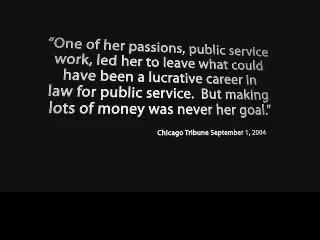 “One of her passions, public service
work, led her to leave what could
have been a lucrative career in
law for public service. But making
lots of money was never her goal.”
Chicago Tribune September 1, 2004